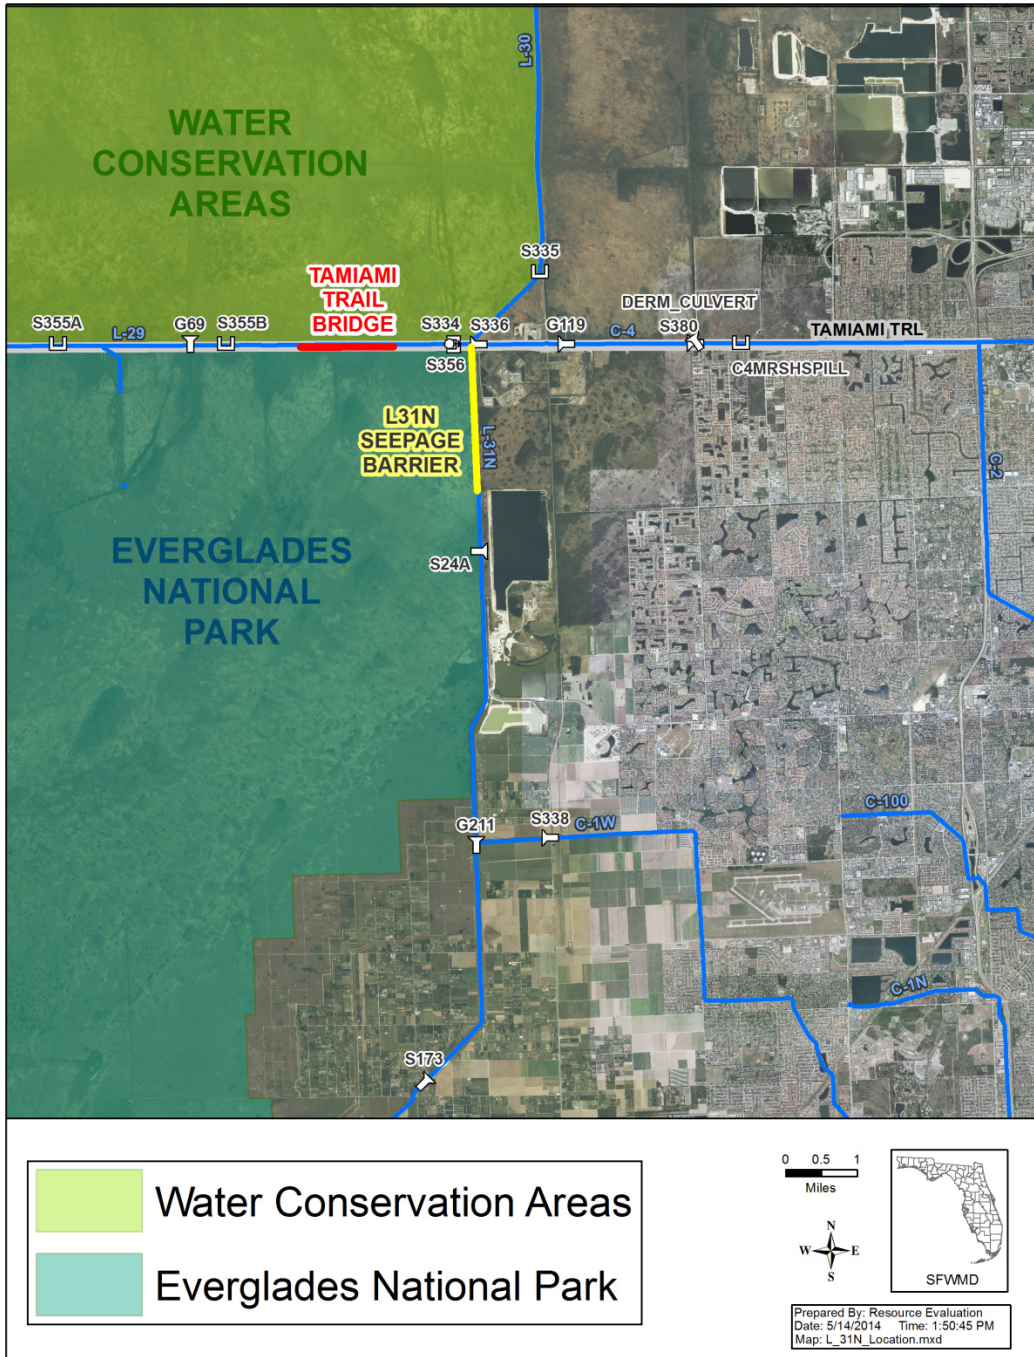 L-30
WATER
CONSERVATION
AREAS
S335
TAMIAMI
TRAIL
BRIDGE
DERM_CULVERT
S355A
L-29
G69
S355B
S334
S336
G119
C-4
S380
TAMIAMI TRL
S356
C4MRSHSPILL
L31N
SEEPAGE
BARRIER
L-31N
C-2
EVERGLADES
NATIONAL
PARK
S24A
G211
S338
C-1W
C-100
C-1N
S173
Water Conservation Areas
Everglades National Park
0 0.5 1
Miles
N
W E
S
SFWMD
Prepared By: Resource Evaluation
Date: 5/14/2014 Time: 1:50:45 PM
Map: L_31N_Location.mxd